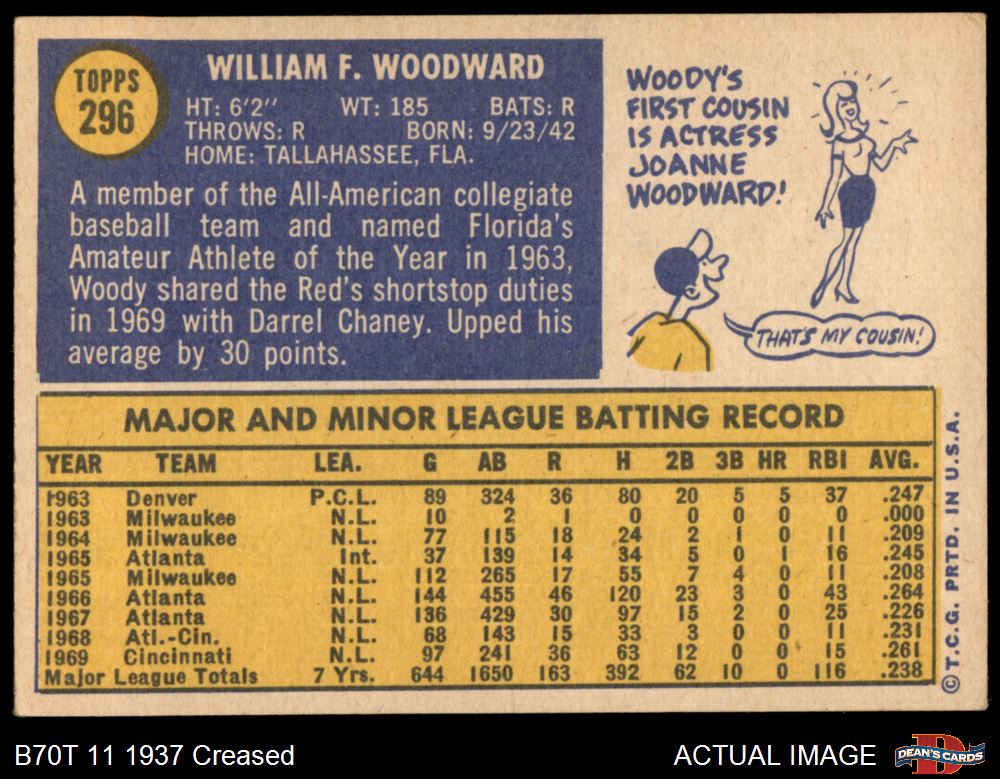 TOPPS
296
WILLIAM F. WOODWARD
HT: 6'2" WT: 185 BATS: R
THROWS: R BORN: 9/23/42
HOME: TALLAHASSEE, FLA.
A member of the All-American collegiate
baseball team and named Florida's
Amateur Athlete of the Year in 1963,
Woody shared the Red's shortstop duties
in 1969 with Darrel Chaney. Upped his
average by 30 points.
WOODY'S
FIRST COUSIN
IS ACTRESS
JOANNE
WOODWARD!
THAT'S MY COUSIN!
MAJOR AND MINOR LEAGUE BATTING RECORD
YEAR TEAM LEA. G AB R H 2B 3B HR RBI AVG.
1963 Denver P.C.L. 89 324 36 80 20 5 5 37 .247
1963 Milwaukee N.L. 10 2 1 0 0 0 0 0 .000
1964 Milwaukee N.L. 77 115 18 24 2 1 0 11 .209
1965 Atlanta Int. 37 139 14 34 5 0 1 16 .245
1965 Milwaukee N.L. 112 265 17 55 7 4 0 11 .208
1966 Atlanta N.L. 144 455 46 120 23 3 0 43 .264
1967 Atlanta N.L. 136 429 30 97 15 2 0 25 .226
1968 Atl.-Cin. N.L. 68 143 15 33 3 0 0 11 .231
1969 Cincinnati N.L. 97 241 36 63 12 0 0 15 .261
Major League Totals 7 Yrs. 644 1650 163 392 62 10 0 116 .238
©T.C.G. PRTD. IN U.S.A.
B70T 11 1937 Creased
ACTUAL IMAGE
DEAN'S CARDS